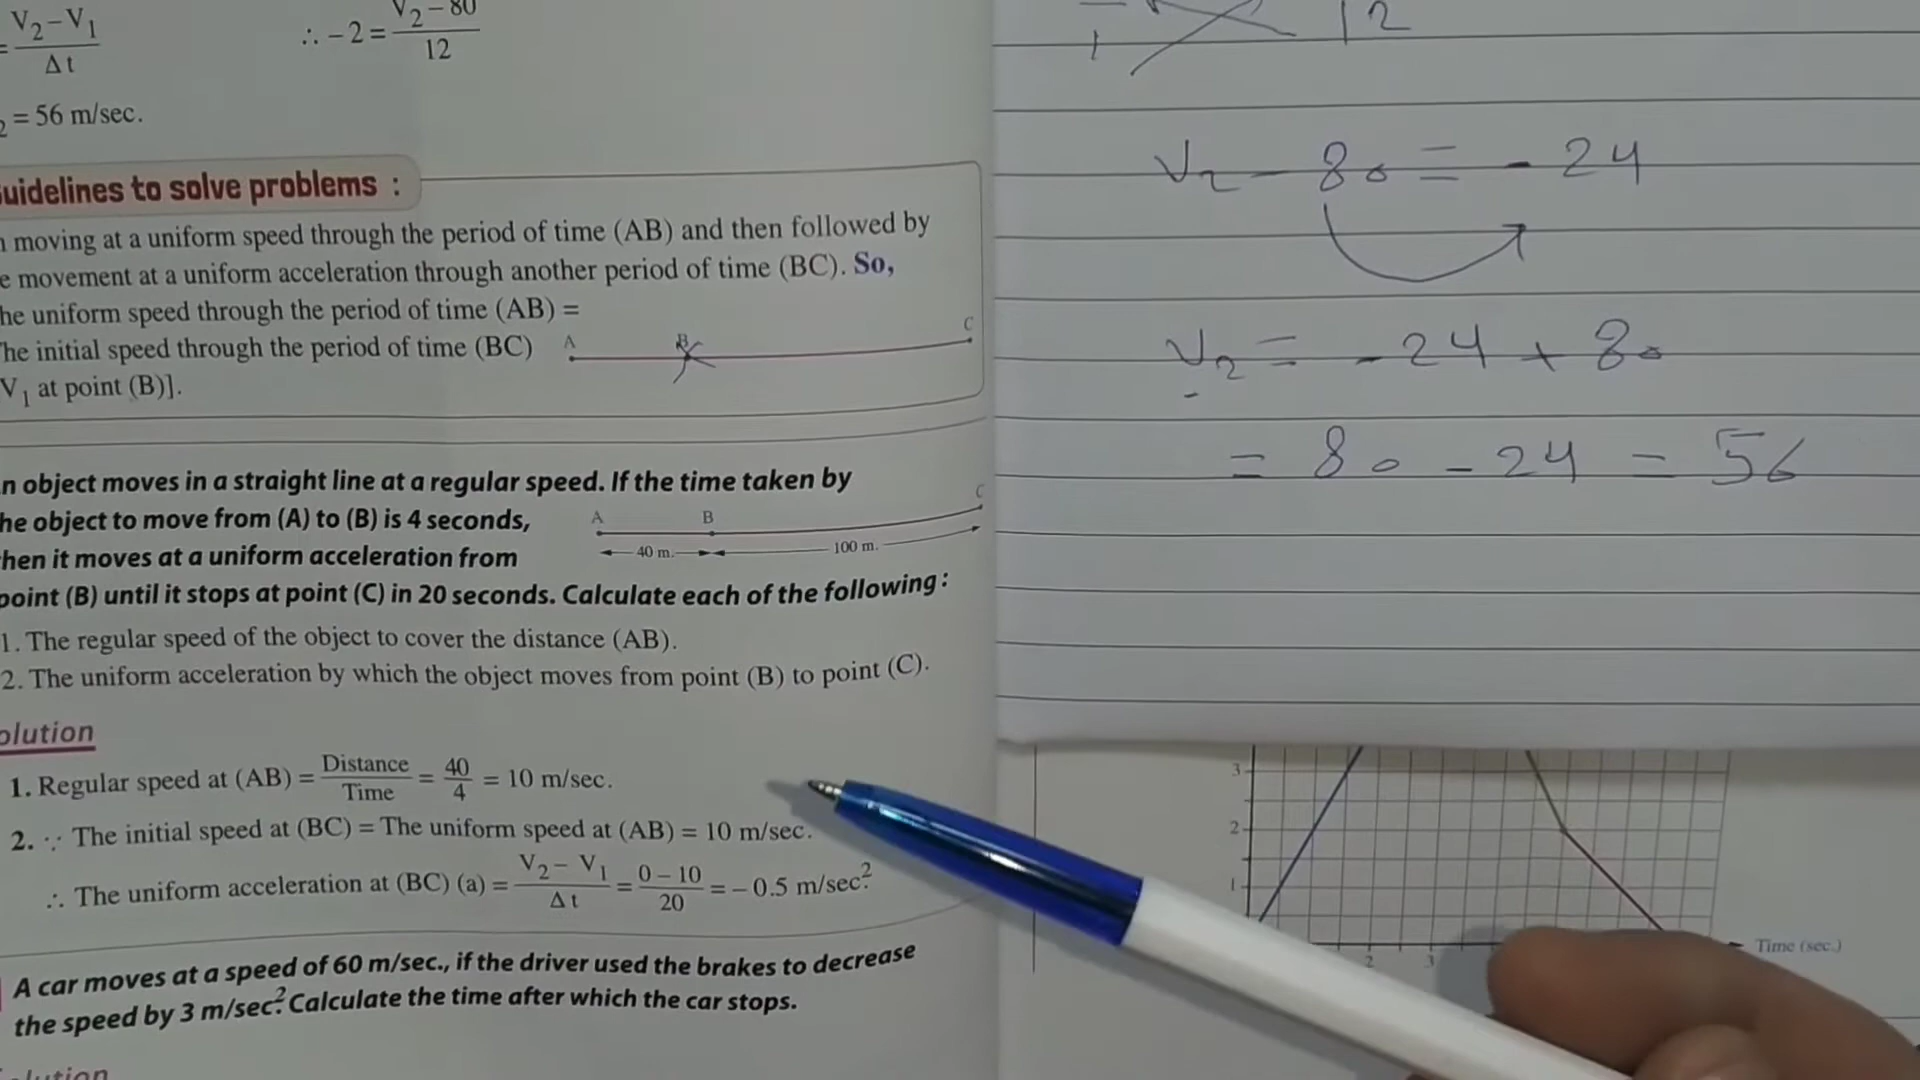 = V₂ – V₁ / Δt ∴ – 2 = V₂ – 80 / 12
₂ = 56 m/sec.
uidelines to solve problems :
moving at a uniform speed through the period of time (AB) and then followed by
e movement at a uniform acceleration through another period of time (BC). So,
he uniform speed through the period of time (AB) =
he initial speed through the period of time (BC)
V₁ at point (B)].
A B C
n object moves in a straight line at a regular speed. If the time taken by
he object to move from (A) to (B) is 4 seconds,
hen it moves at a uniform acceleration from
point (B) until it stops at point (C) in 20 seconds. Calculate each of the following :
A B C
40 m. 100 m.
1. The regular speed of the object to cover the distance (AB).
2. The uniform acceleration by which the object moves from point (B) to point (C).
olution
1. Regular speed at (AB) = Distance / Time = 40 / 4 = 10 m/sec.
2. ∵ The initial speed at (BC) = The uniform speed at (AB) = 10 m/sec.
∴ The uniform acceleration at (BC) (a) = V₂ – V₁ / Δt = 0 – 10 / 20 = – 0.5 m/sec².
A car moves at a speed of 60 m/sec., if the driver used the brakes to decrease
the speed by 3 m/sec². Calculate the time after which the car stops.
12
V₂ – 80 = - 24
V₂ = - 24 + 80
= 80 - 24 = 56
3
2
1
2 3
Time (sec.)